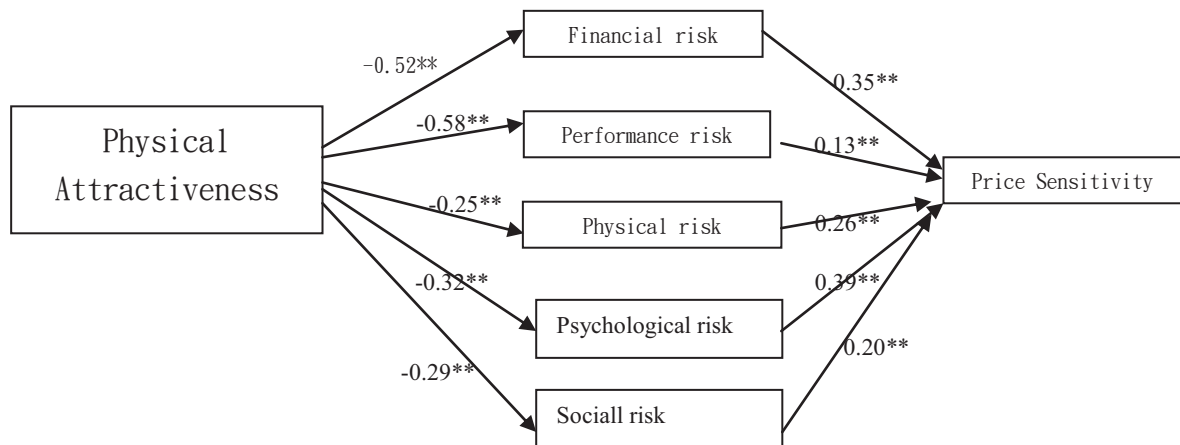 Financial risk
-0.52**
0.35**
Physical
Attractiveness
-0.58**
Performance risk
0.13**
Price Sensitivity
-0.25**
Physical risk
0.26**
-0.32**
Psychological risk
0.39**
-0.29**
Sociall risk
0.20**